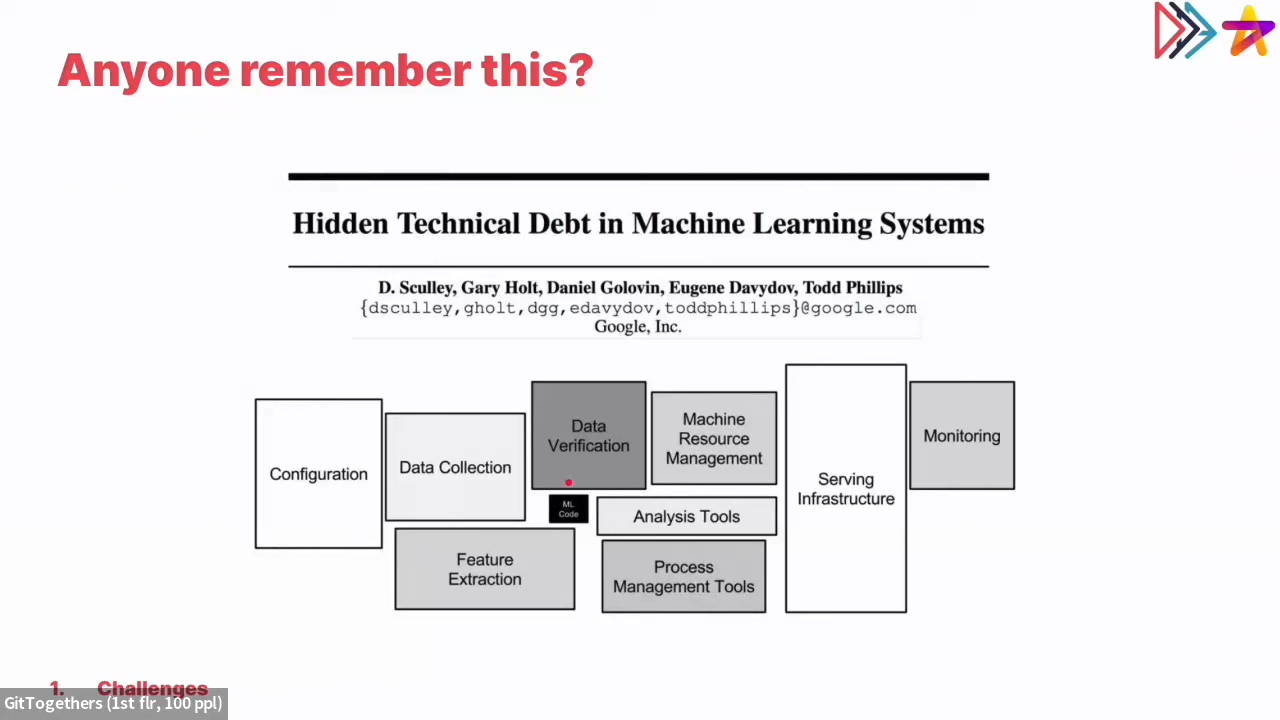 Anyone remember this?
Hidden Technical Debt in Machine Learning Systems
D. Sculley, Gary Holt, Daniel Golovin, Eugene Davydov, Todd Phillips
{dsculley,gholt,dgg,edavydov,toddphillips}@google.com
Google, Inc.
Configuration
Data Collection
Data
Verification
Machine
Resource
Management
Serving
Infrastructure
Monitoring
ML
Code
Analysis Tools
Feature
Extraction
Process
Management Tools
1. Challenges
GitTogethers (1st flr, 100 ppl)